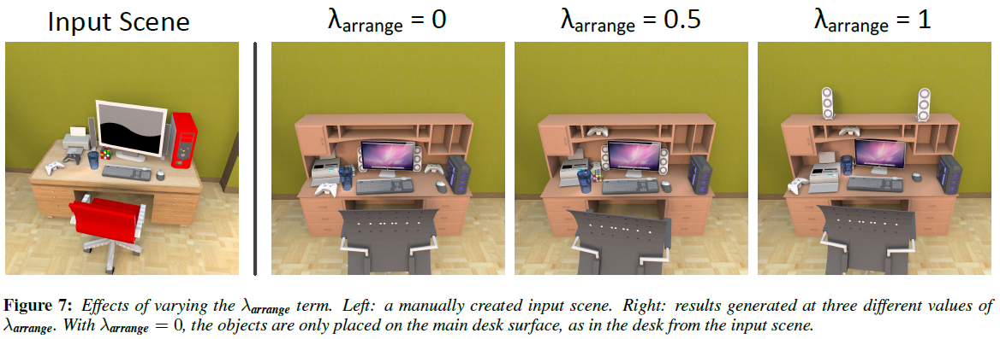 Input Scene
λarrange = 0
λarrange = 0.5
λarrange = 1
Figure 7: Effects of varying the λarrange term. Left: a manually created input scene. Right: results generated at three different values of
λarrange. With λarrange = 0, the objects are only placed on the main desk surface, as in the desk from the input scene.